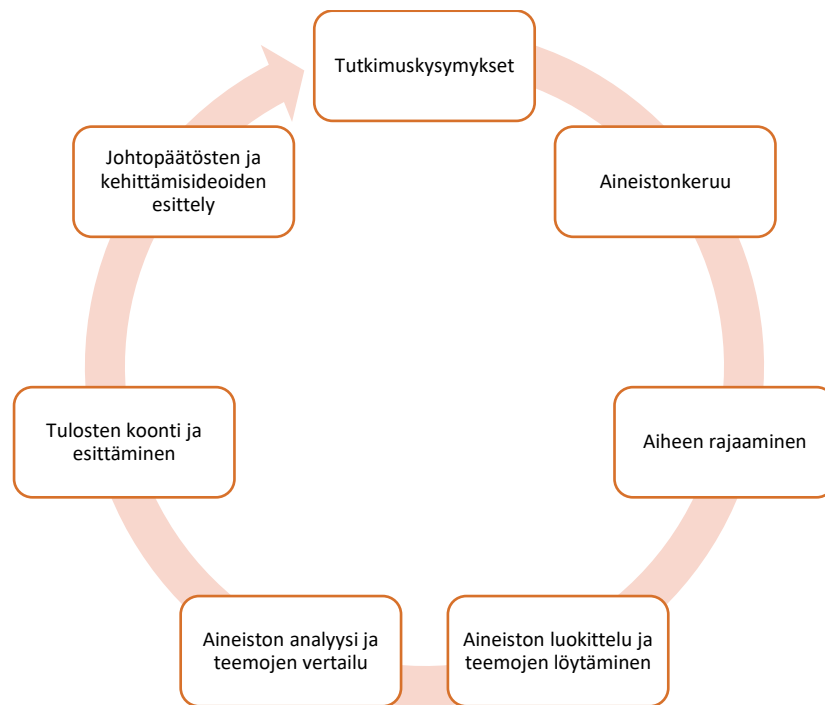 Tutkimuskysymykset
Aineistonkeruu
Aiheen rajaaminen
Aineiston luokittelu ja
teemojen löytäminen
Aineiston analyysi ja
teemojen vertailu
Tulosten koonti ja
esittäminen
Johtopäätösten ja
kehittämisideoiden
esittely